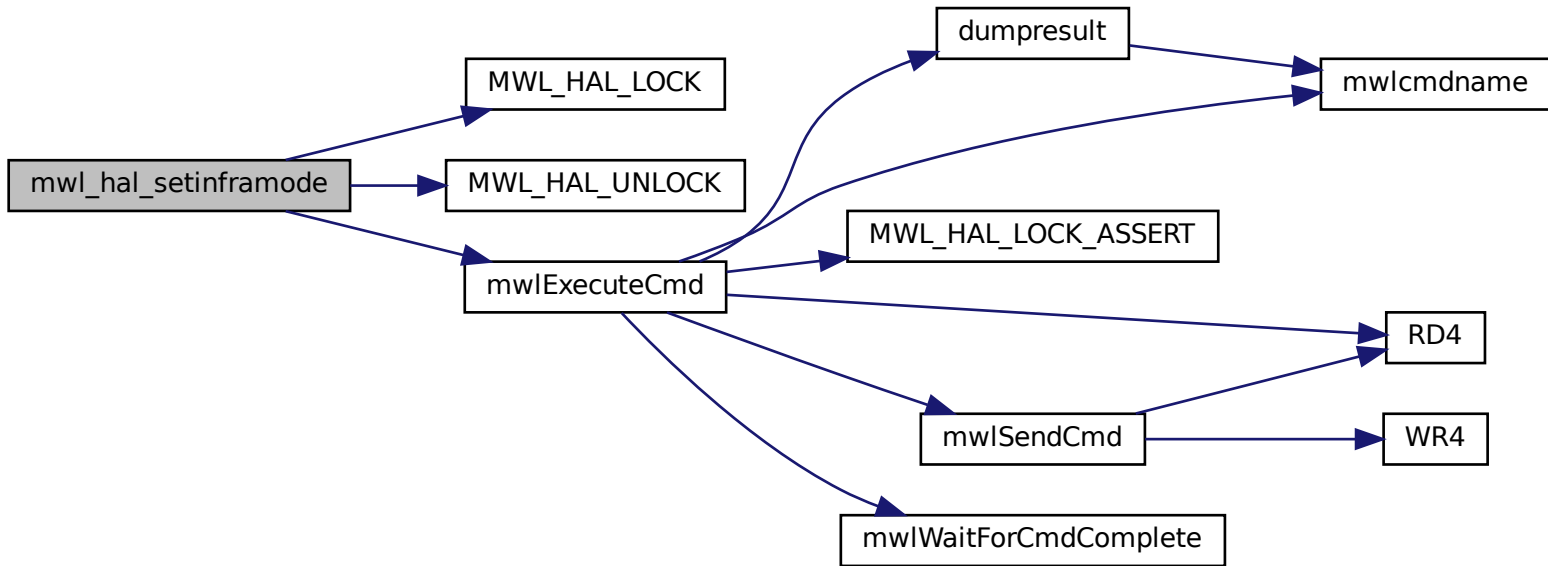 dumpresult
MWL_HAL_LOCK
mwlcmdname
mwl_hal_setinframode
MWL_HAL_UNLOCK
MWL_HAL_LOCK_ASSERT
mwlExecuteCmd
RD4
mwlSendCmd
WR4
mwlWaitForCmdComplete